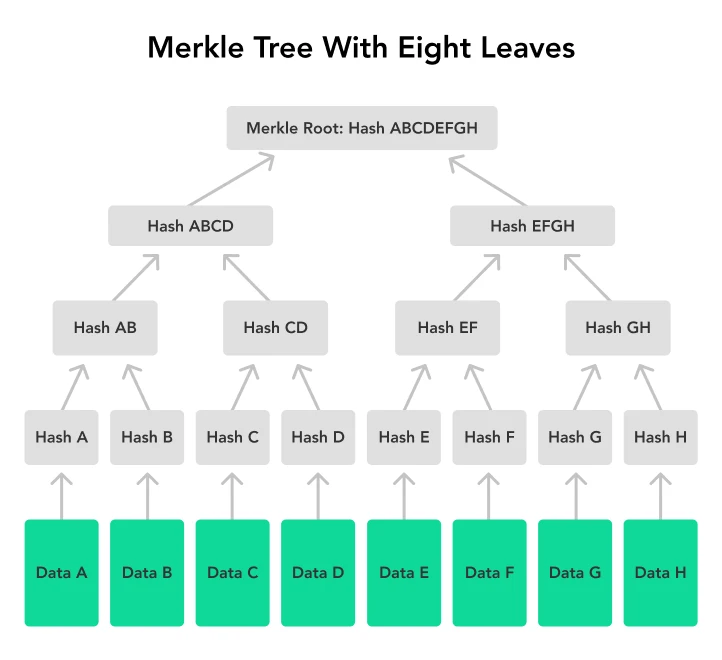 Merkle Tree With Eight Leaves
Merkle Root: Hash ABCDEFGH
Hash ABCD
Hash EFGH
Hash AB
Hash CD
Hash EF
Hash GH
Hash A
Hash B
Hash C
Hash D
Hash E
Hash F
Hash G
Hash H
Data A
Data B
Data C
Data D
Data E
Data F
Data G
Data H